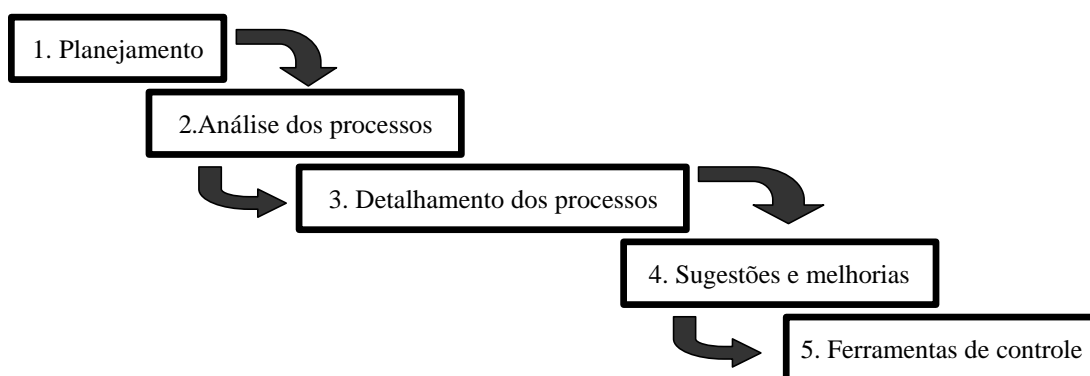 1. Planejamento
2.Análise dos processos
3. Detalhamento dos processos
4. Sugestões e melhorias
5. Ferramentas de controle